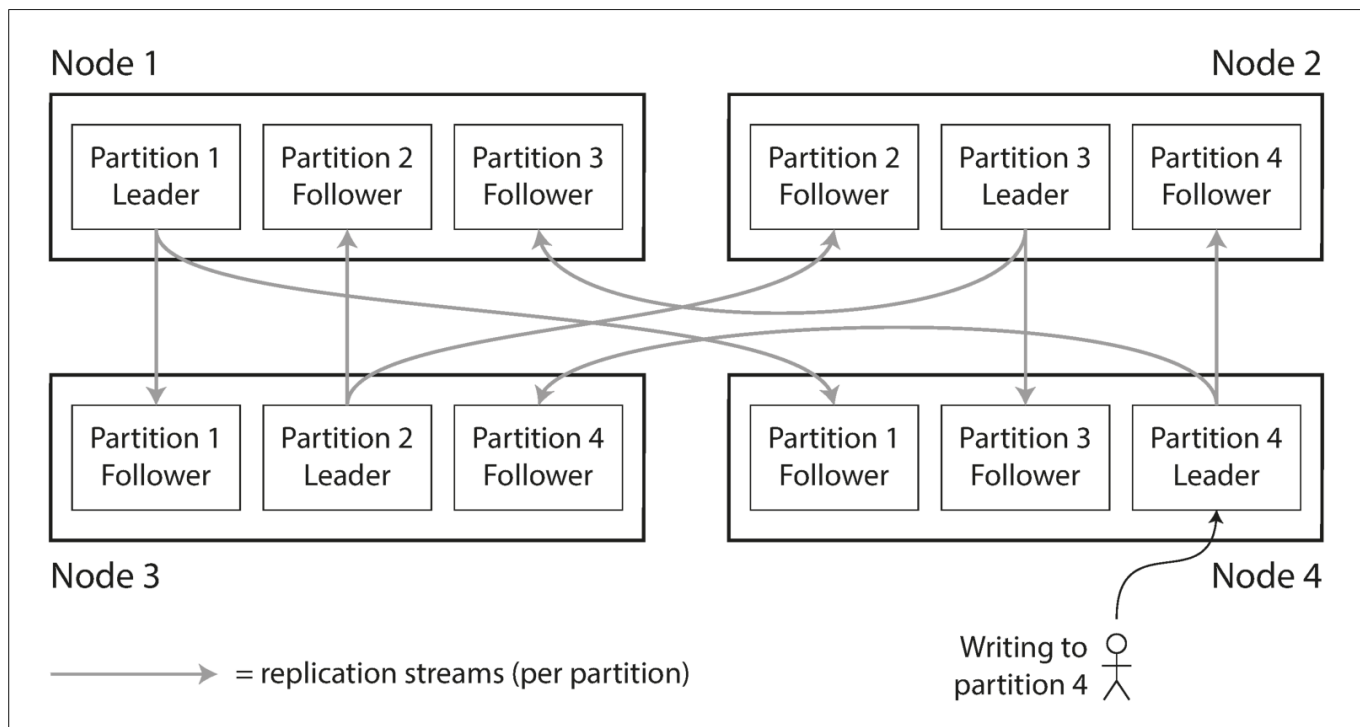 Node 1
Node 2
Partition 1
Leader
Partition 2
Follower
Partition 3
Follower
Partition 2
Follower
Partition 3
Leader
Partition 4
Follower
Partition 1
Follower
Partition 2
Leader
Partition 4
Follower
Partition 1
Follower
Partition 3
Follower
Partition 4
Leader
Node 3
Node 4
= replication streams (per partition)
Writing to
partition 4